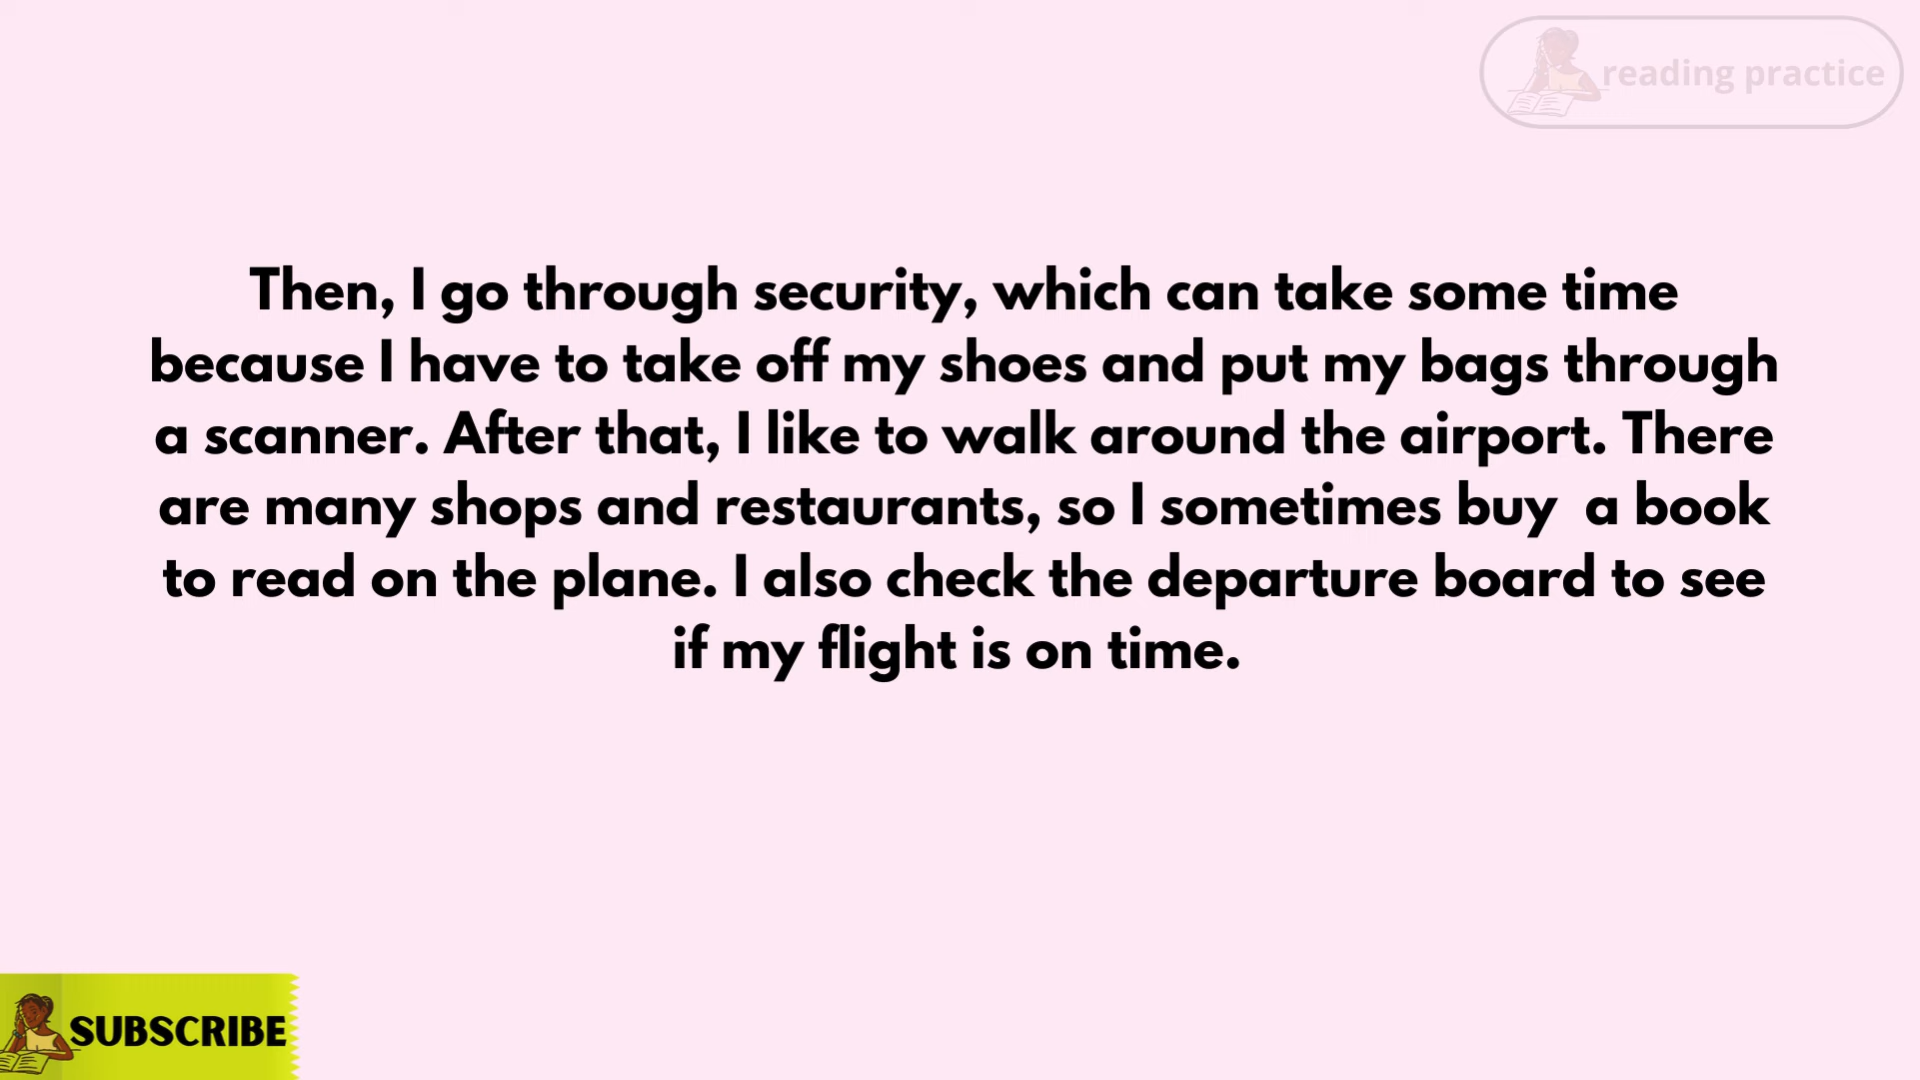 reading practice
Then, I go through security, which can take some time
because I have to take off my shoes and put my bags through
a scanner. After that, I like to walk around the airport. There
are many shops and restaurants, so I sometimes buy  a book
to read on the plane. I also check the departure board to see
if my flight is on time.
SUBSCRIBE